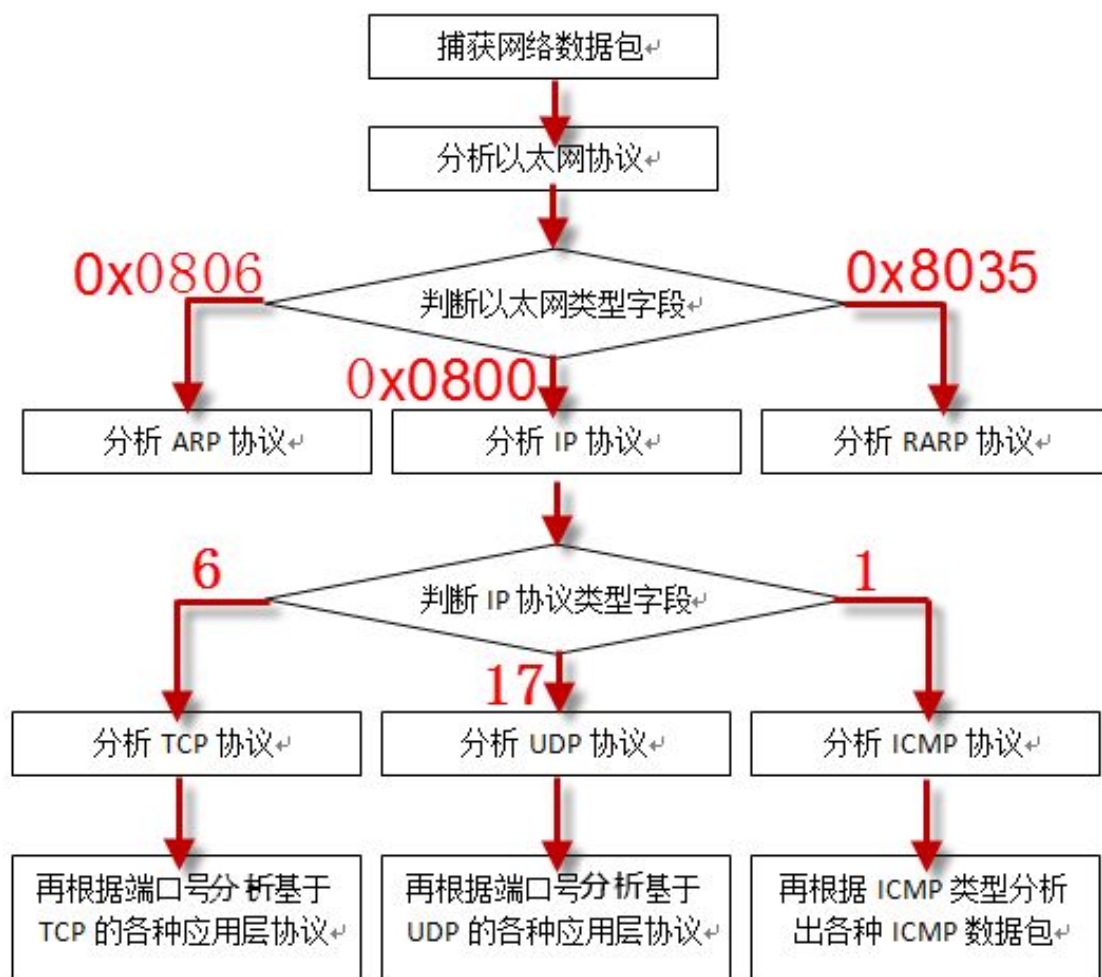 捕获网络数据包↵
分析以太网协议↵
0x0806
0x8035
判断以太网类型字段↵
0x0800
分析 ARP 协议↵
分析 IP 协议↵
分析 RARP 协议↵
6
1
判断 IP 协议类型字段↵
17
分析 TCP 协议↵
分析 UDP 协议↵
分析 ICMP 协议↵
再根据端口号分析基于
TCP 的各种应用层协议↵
再根据端口号分析基于
UDP 的各种应用层协议↵
再根据 ICMP 类型分析
出各种 ICMP 数据包↵